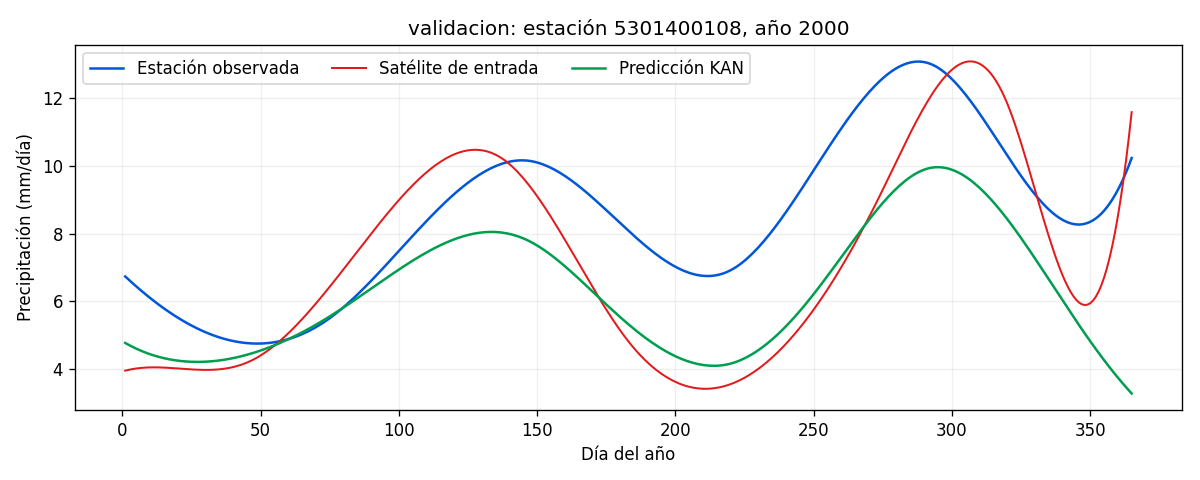 validacion: estación 5301400108, año 2000
Estación observada
Satélite de entrada
Predicción KAN
Precipitación (mm/día)
12
10
8
6
4
0
50
100
150
200
250
300
350
Día del año